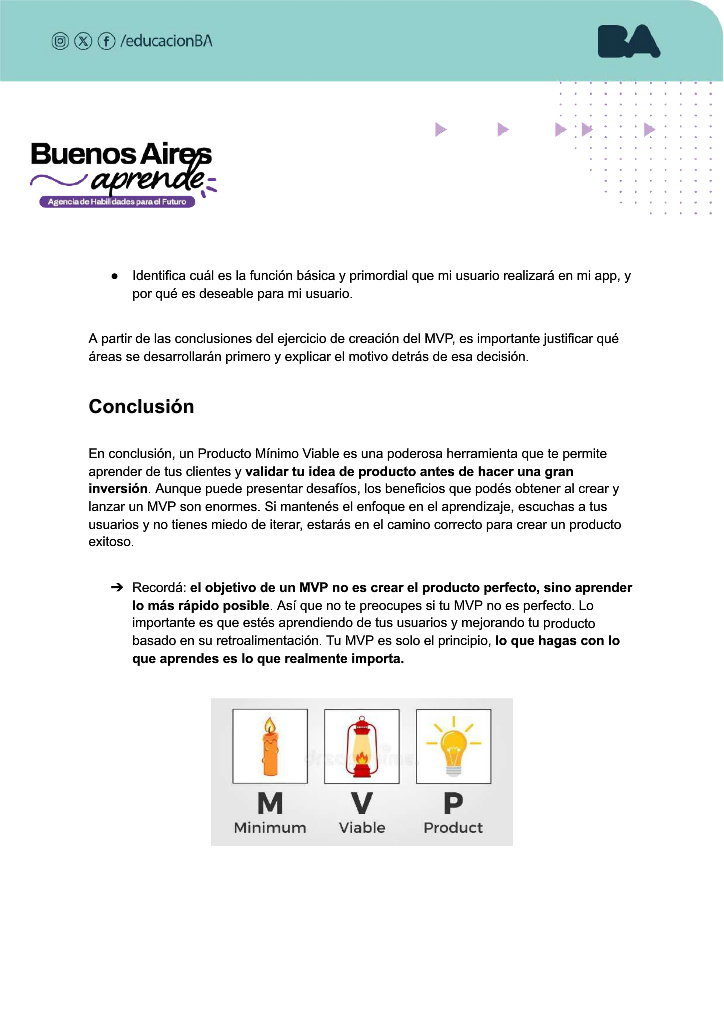 /educacionBA
BA
Buenos Aires
aprende
Agencia de Habilidades para el Futuro
● Identifica cuál es la función básica y primordial que mi usuario realizará en mi app, y
por qué es deseable para mi usuario.
A partir de las conclusiones del ejercicio de creación del MVP, es importante justificar qué
áreas se desarrollarán primero y explicar el motivo detrás de esa decisión.
Conclusión
En conclusión, un Producto Mínimo Viable es una poderosa herramienta que te permite
aprender de tus clientes y validar tu idea de producto antes de hacer una gran
inversión. Aunque puede presentar desafíos, los beneficios que podés obtener al crear y
lanzar un MVP son enormes. Si mantenés el enfoque en el aprendizaje, escuchas a tus
usuarios y no tienes miedo de iterar, estarás en el camino correcto para crear un producto
exitoso.
➔ Recordá: el objetivo de un MVP no es crear el producto perfecto, sino aprender
lo más rápido posible. Así que no te preocupes si tu MVP no es perfecto. Lo
importante es que estés aprendiendo de tus usuarios y mejorando tu producto
basado en su retroalimentación. Tu MVP es solo el principio, lo que hagas con lo
que aprendes es lo que realmente importa.
M V P
Minimum Viable Product